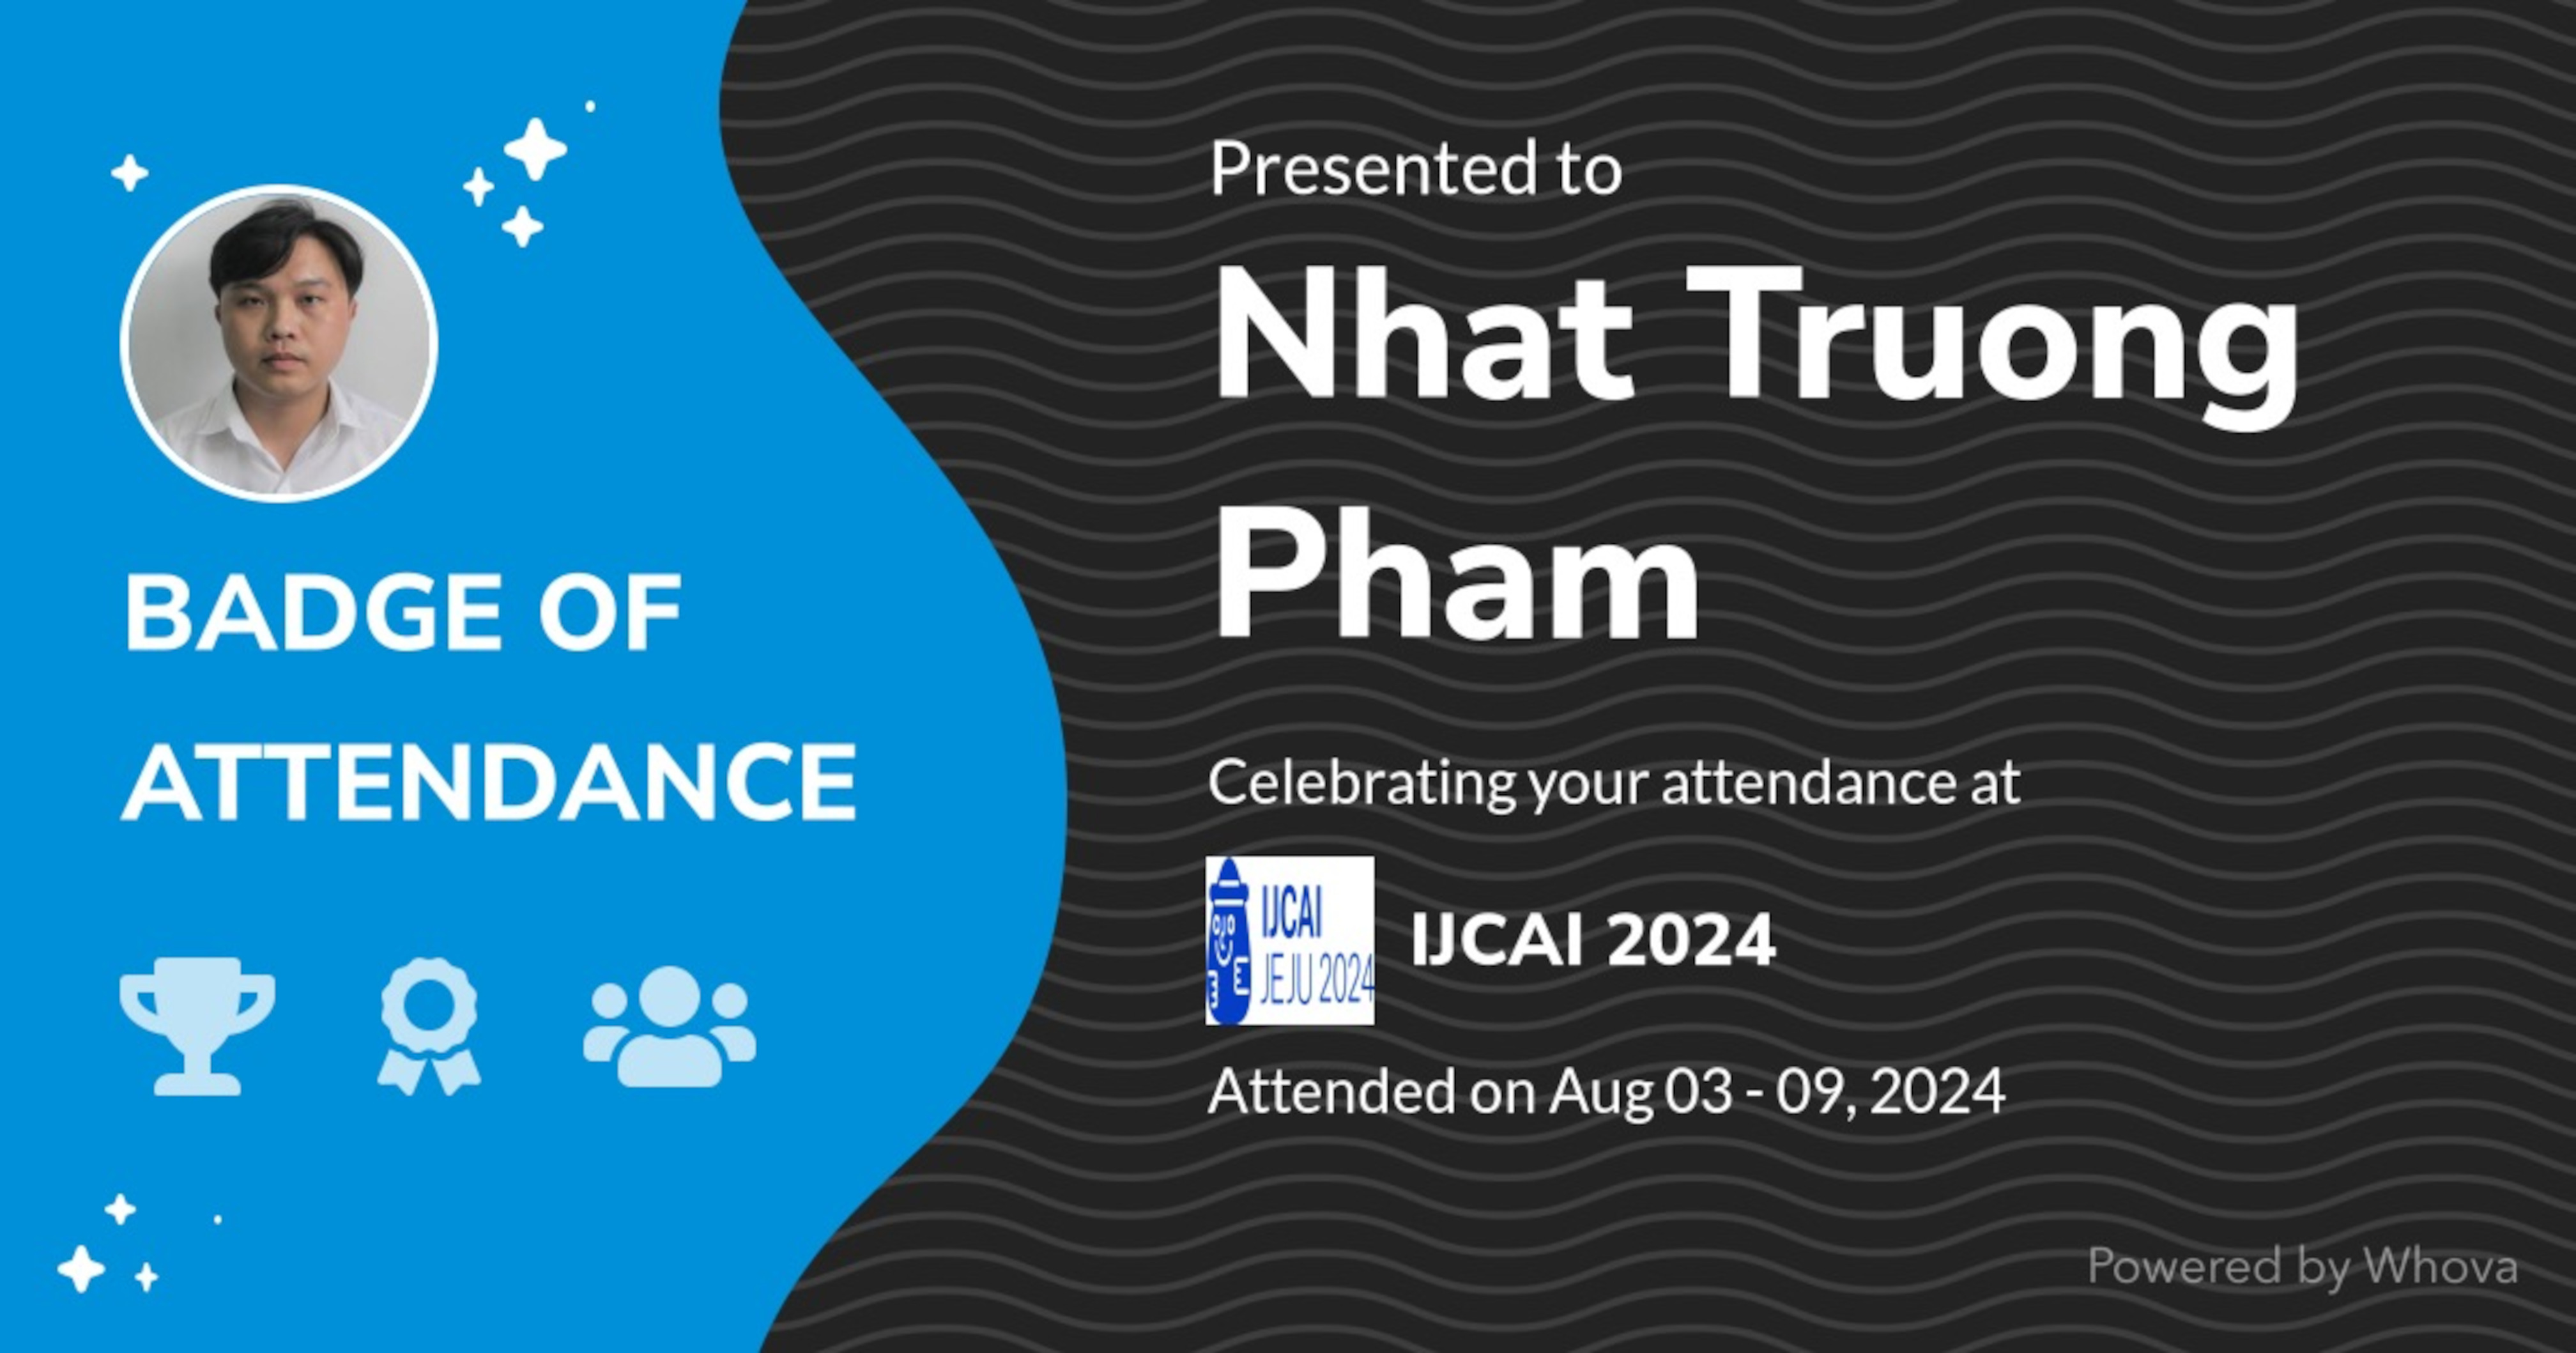 BADGE OF
ATTENDANCE
Presented to
Nhat Truong
Pham
Celebrating your attendance at
IJCAI
JEJU 2024
IJCAI 2024
Attended on Aug 03 - 09, 2024
Powered by Whova